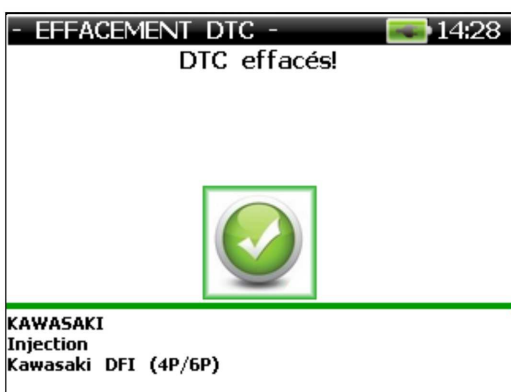 - EFFACEMENT DTC - 14:28
DTC effacés!
KAWASAKI
Injection
Kawasaki DFI (4P/6P)